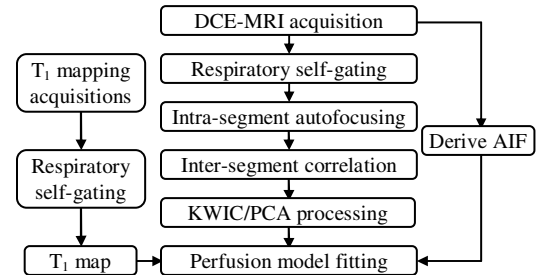 DCE-MRI acquisition
Respiratory self-gating
Intra-segment autofocusing
Inter-segment correlation
KWIC/PCA processing
Perfusion model fitting
T₁ mapping
acquisitions
Respiratory
self-gating
T₁ map
Derive AIF